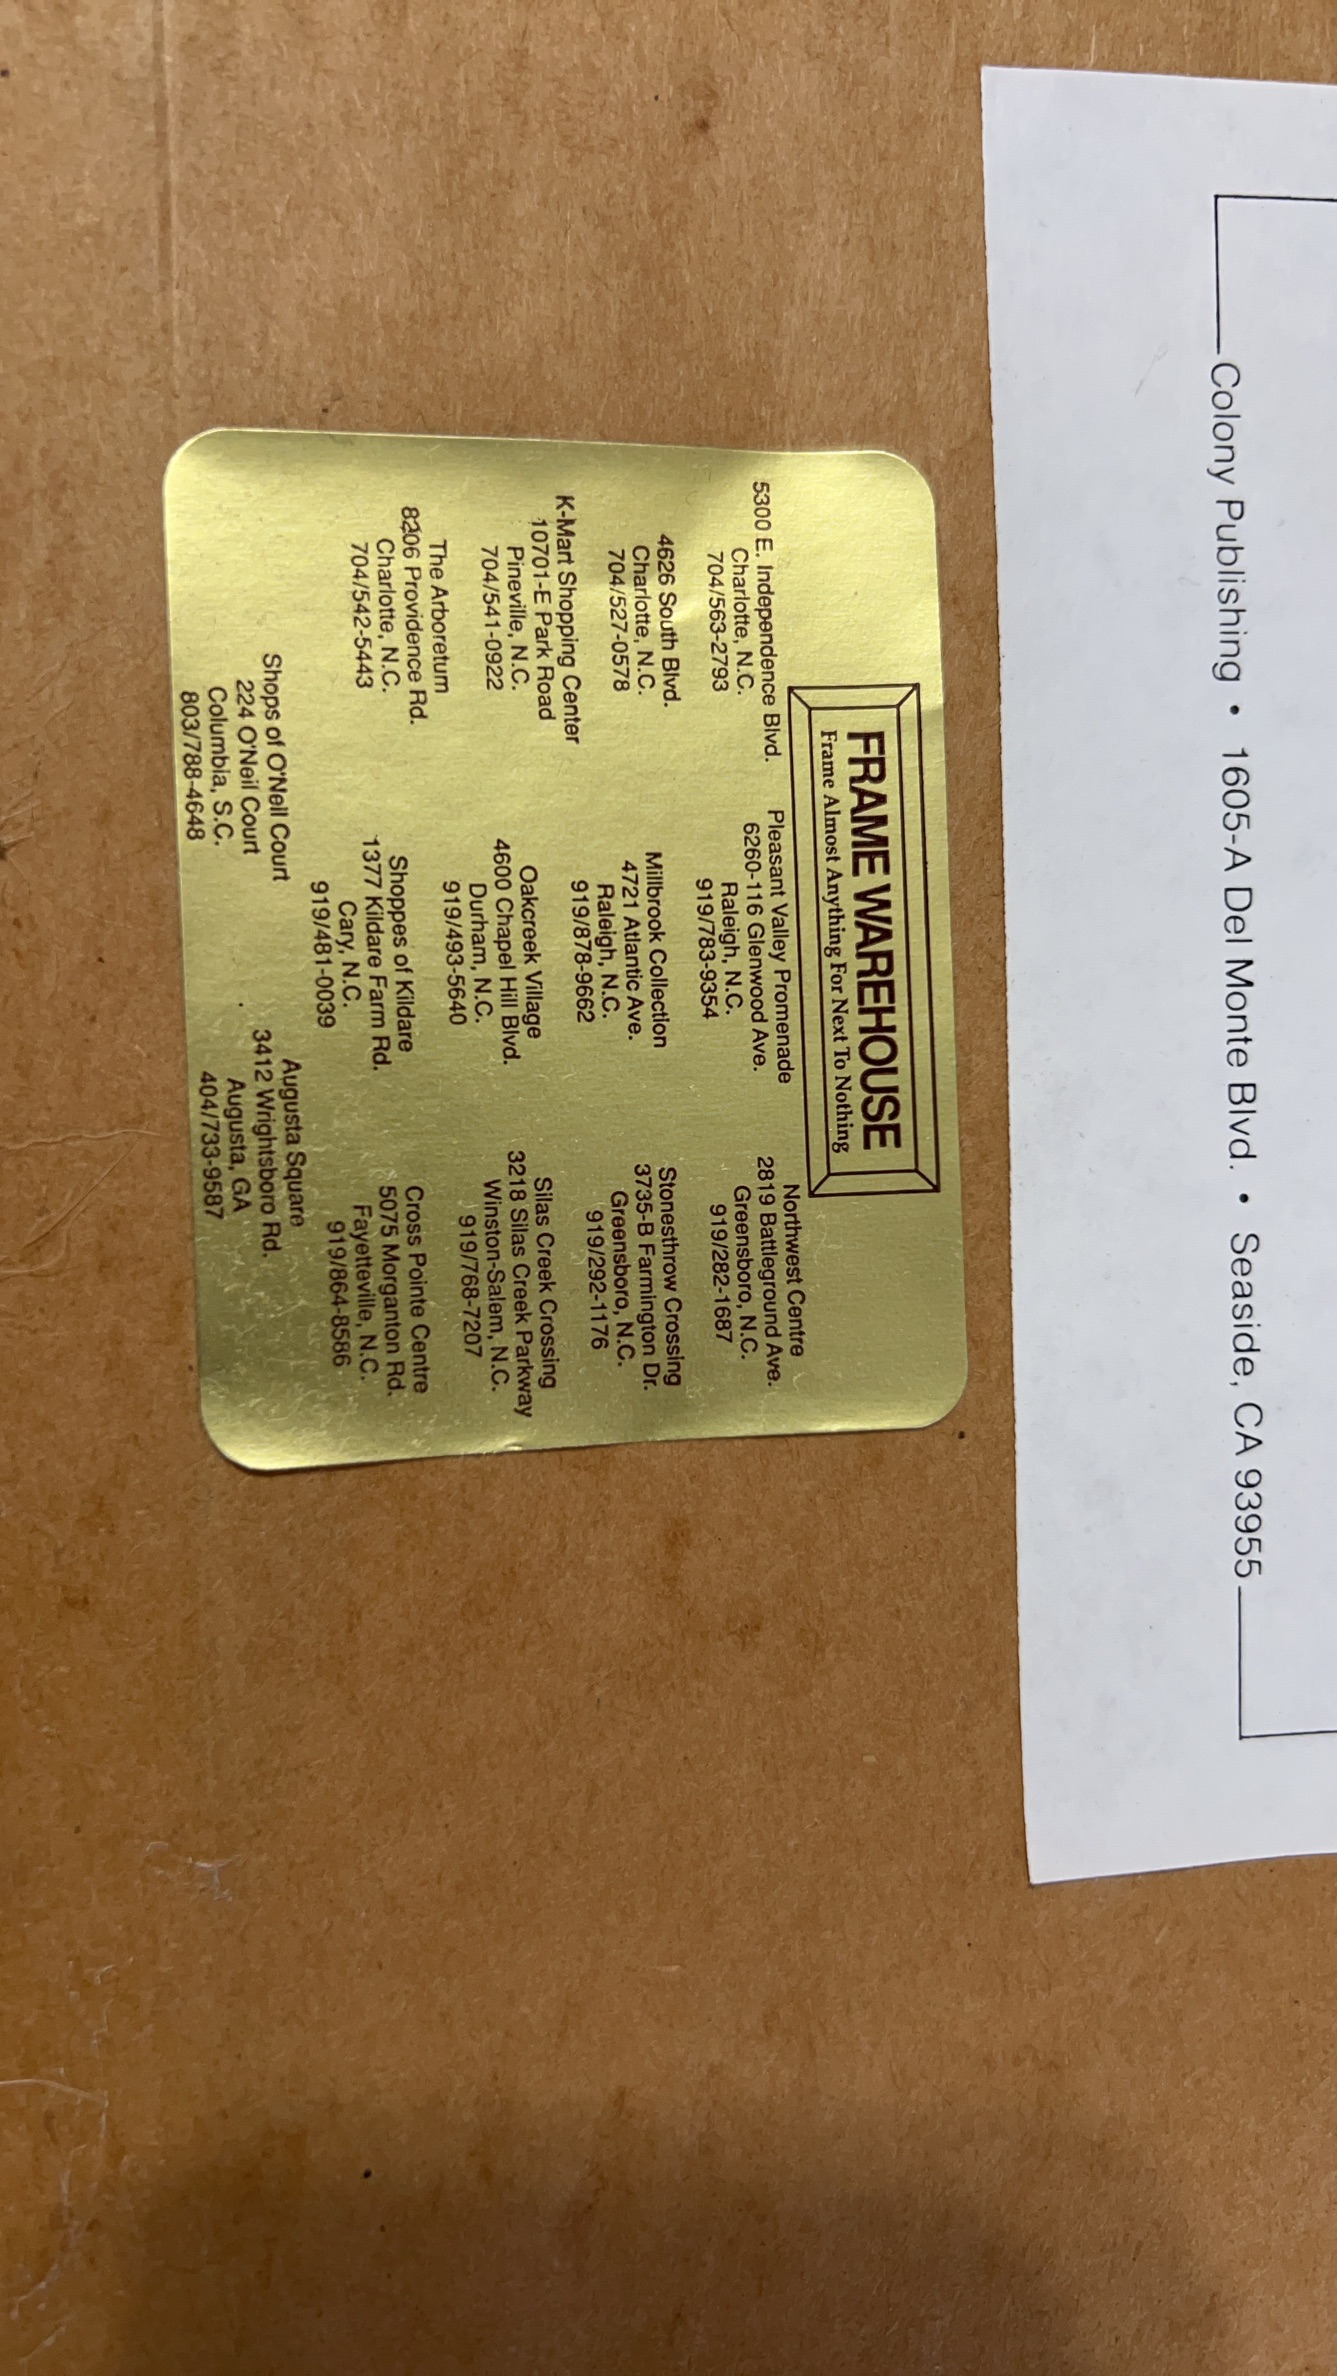 Colony Publishing • 1605-A Del Monte Blvd. • Seaside, CA 93955
FRAME WAREHOUSE
Frame Almost Anything For Next To Nothing
5300 E. Independence Blvd.
Charlotte, N.C.
704/563-2793
4626 South Blvd.
Charlotte, N.C.
704/527-0578
K-Mart Shopping Center
10701-E Park Road
Pineville, N.C.
704/541-0922
The Arboretum
8206 Providence Rd.
Charlotte, N.C.
704/542-5443
Pleasant Valley Promenade
6260-116 Glenwood Ave.
Raleigh, N.C.
919/783-9354
Millbrook Collection
4721 Atlantic Ave.
Raleigh, N.C.
919/878-9662
Oakcreek Village
4600 Chapel Hill Blvd.
Durham, N.C.
919/493-5640
Shoppes of Kildare
1377 Kildare Farm Rd.
Cary, N.C.
919/481-0039
Northwest Centre
2819 Battleground Ave.
Greensboro, N.C.
919/282-1687
Stonesthrow Crossing
3735-B Farmington Dr.
Greensboro, N.C.
919/292-1176
Silas Creek Crossing
3218 Silas Creek Parkway
Winston-Salem, N.C.
919/768-7207
Cross Pointe Centre
5075 Morganton Rd.
Fayetteville, N.C.
919/864-8586
Shops of O'Neil Court
224 O'Neil Court
Columbia, S.C.
803/788-4648
Augusta Square
3412 Wrightsboro Rd.
Augusta, GA
404/733-9587